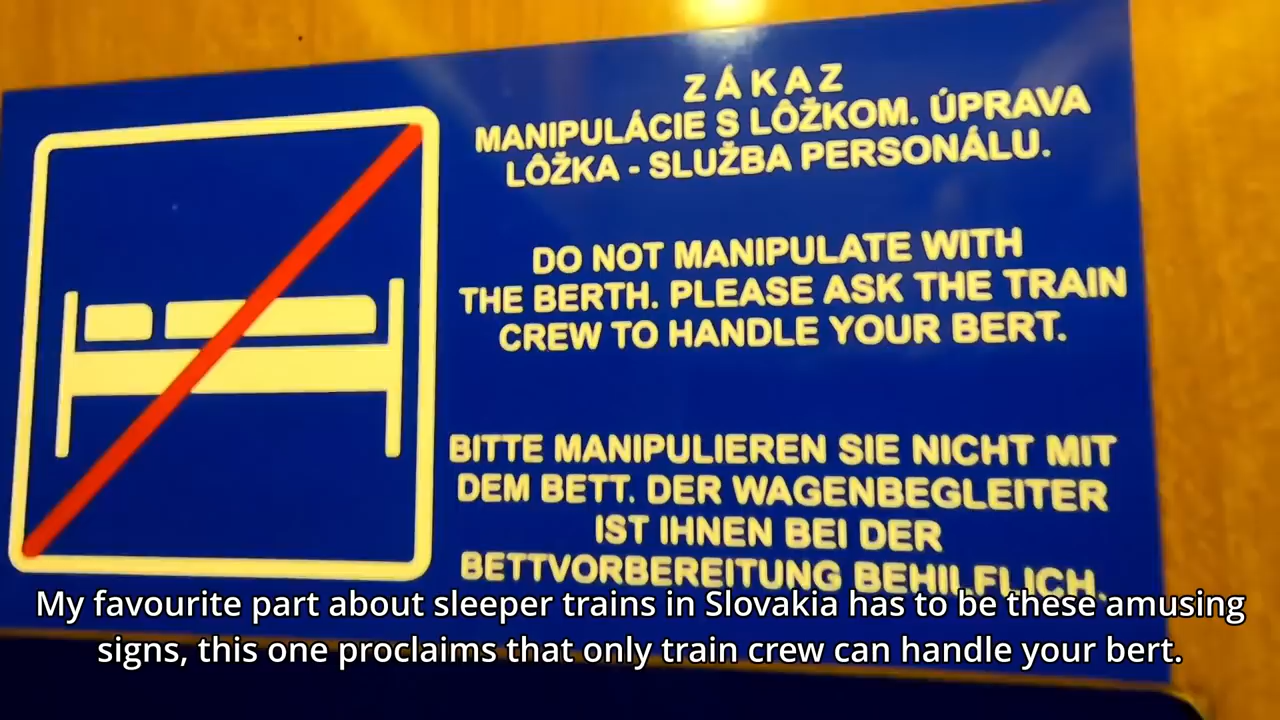 ZÁKAZ
MANIPULÁCIE S LÔŽKOM. ÚPRAVA
LÔŽKA - SLUŽBA PERSONÁLU.
DO NOT MANIPULATE WITH
THE BERTH. PLEASE ASK THE TRAIN
CREW TO HANDLE YOUR BERT.
BITTE MANIPULIEREN SIE NICHT MIT
DEM BETT. DER WAGENBEGLEITER
IST IHNEN BEI DER
BETTVORBEREITUNG BEHILFLICH.
My favourite part about sleeper trains in Slovakia has to be these amusing
signs, this one proclaims that only train crew can handle your bert.